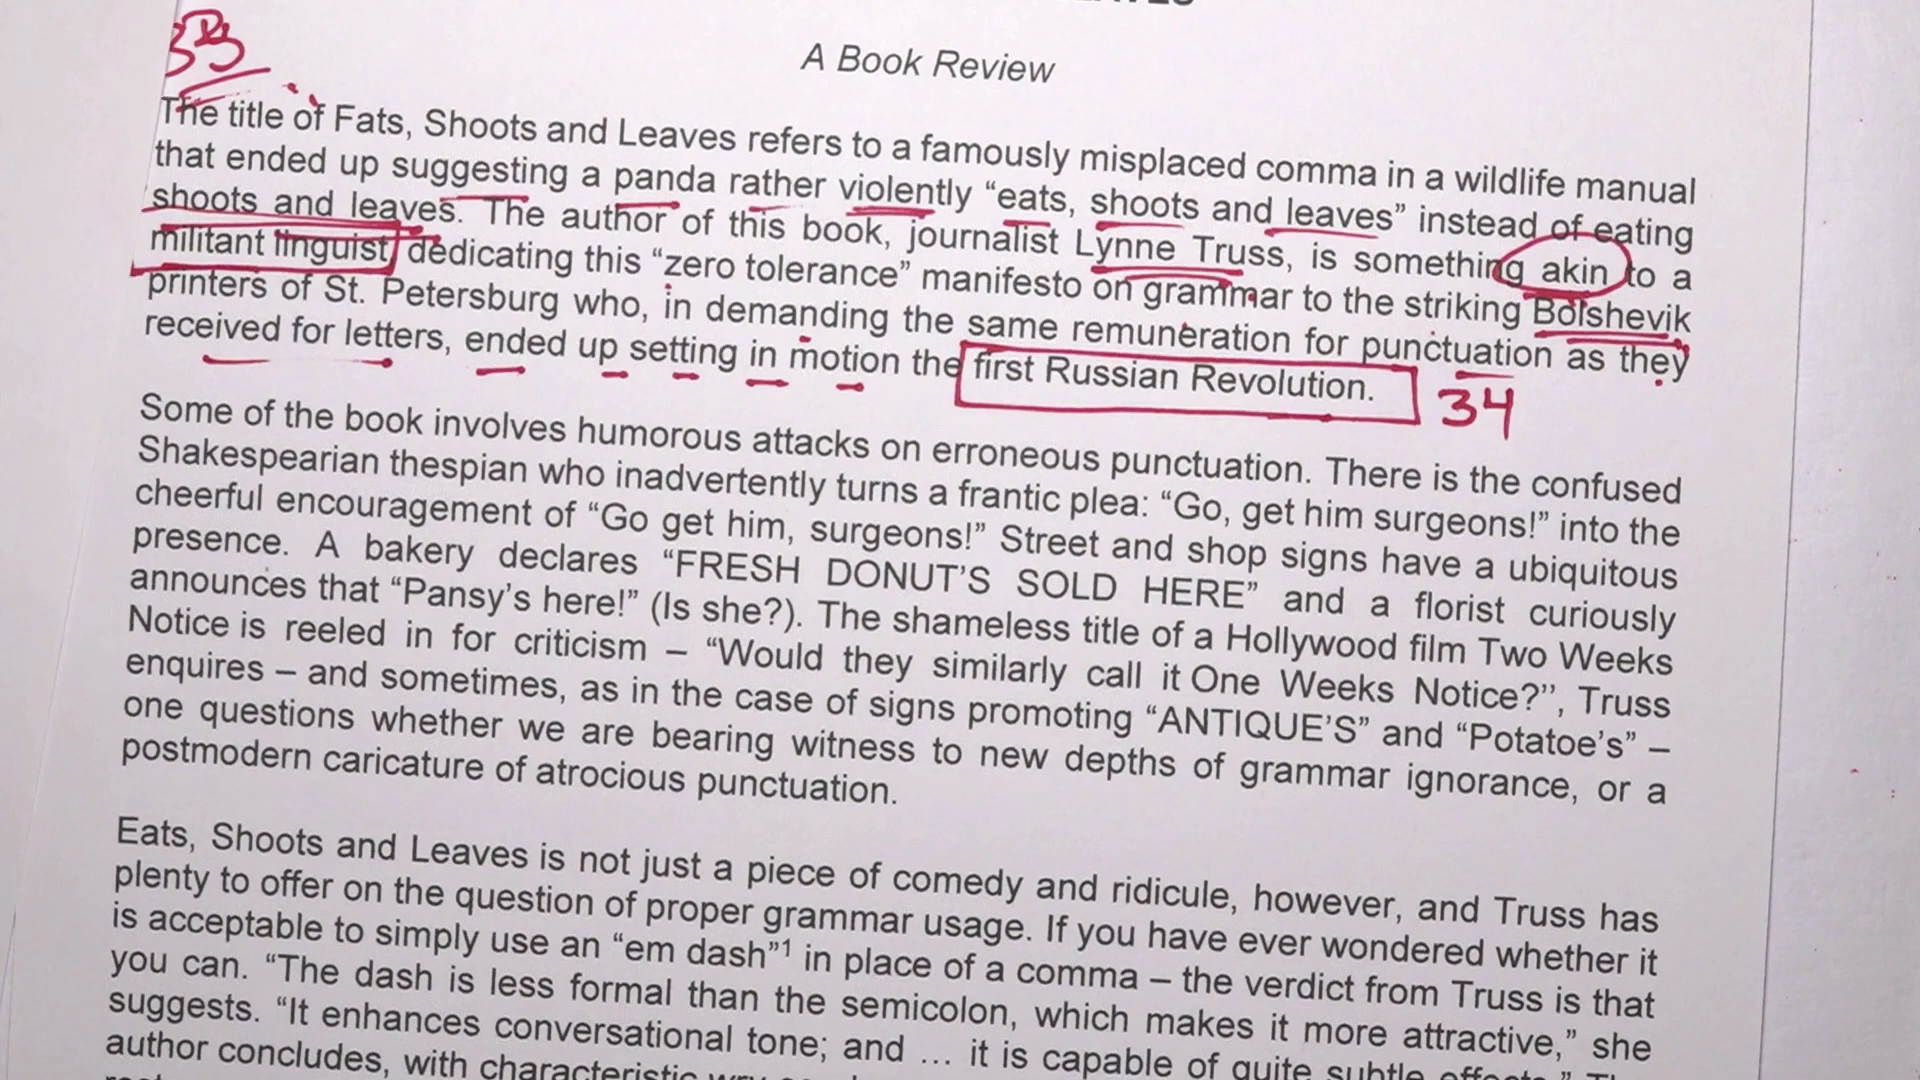 A Book Review
33
The title of Fats, Shoots and Leaves refers to a famously misplaced comma in a wildlife manual
that ended up suggesting a panda rather violently “eats, shoots and leaves” instead of eating
shoots and leaves. The author of this book, journalist Lynne Truss, is something akin to a
militant linguist, dedicating this “zero tolerance” manifesto on grammar to the striking Bolshevik
printers of St. Petersburg who, in demanding the same remuneration for punctuation as they
received for letters, ended up setting in motion the first Russian Revolution.
34
Some of the book involves humorous attacks on erroneous punctuation. There is the confused
Shakespearian thespian who inadvertently turns a frantic plea: “Go, get him surgeons!” into the
cheerful encouragement of “Go get him, surgeons!” Street and shop signs have a ubiquitous
presence. A bakery declares “FRESH DONUT’S SOLD HERE” and a florist curiously
announces that “Pansy’s here!” (Is she?). The shameless title of a Hollywood film Two Weeks
Notice is reeled in for criticism – “Would they similarly call it One Weeks Notice?’’, Truss
enquires – and sometimes, as in the case of signs promoting “ANTIQUE’S” and “Potatoe’s” –
one questions whether we are bearing witness to new depths of grammar ignorance, or a
postmodern caricature of atrocious punctuation.
Eats, Shoots and Leaves is not just a piece of comedy and ridicule, however, and Truss has
plenty to offer on the question of proper grammar usage. If you have ever wondered whether it
is acceptable to simply use an “em dash”¹ in place of a comma – the verdict from Truss is that
you can. “The dash is less formal than the semicolon, which makes it more attractive,” she
suggests. “It enhances conversational tone; and … it is capable of quite subtle effects.”
author concludes, with characteristic wry